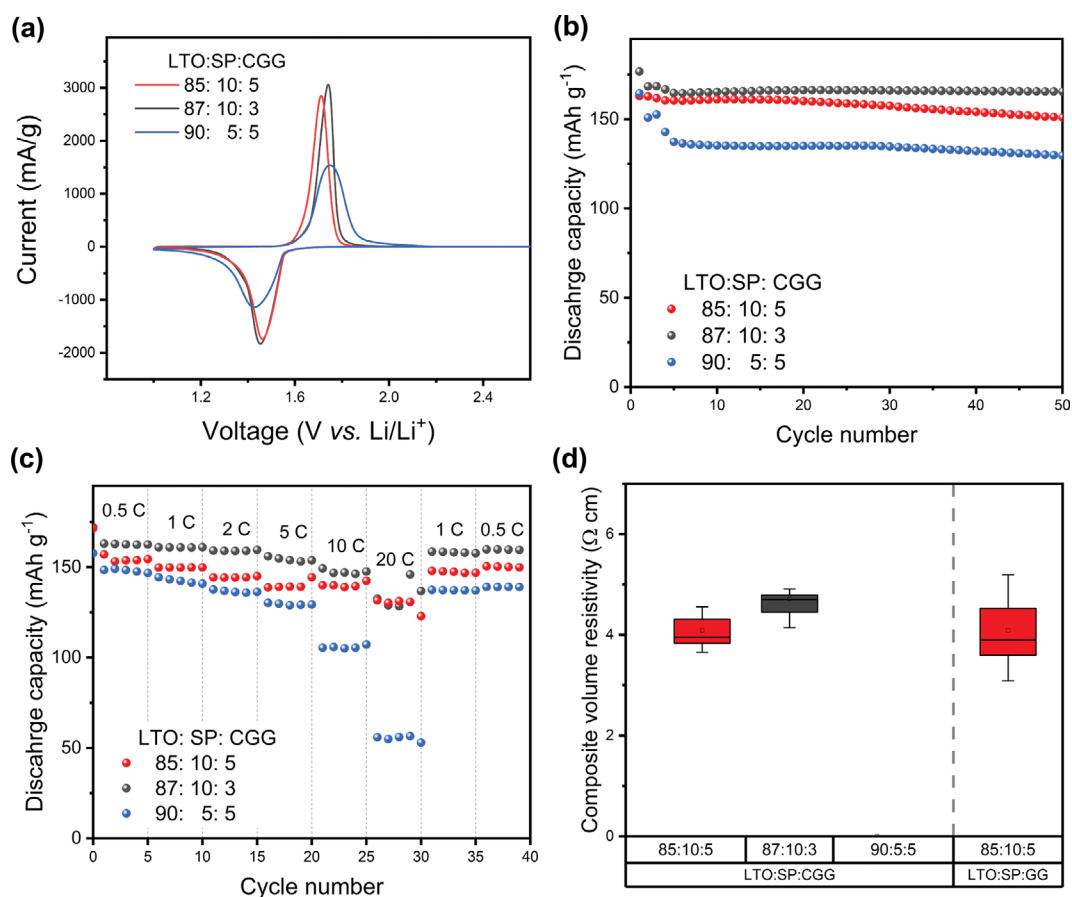 (a)
LTO:SP:CGG
85: 10: 5
87: 10: 3
90: 5: 5
3000
2000
1000
0
-1000
-2000
Current (mA/g)
1.2
1.6
2.0
2.4
Voltage (V vs. Li/Li⁺)
(b)
150
100
50
0
Discahrge capacity (mAh g⁻¹)
LTO:SP: CGG
85: 10: 5
87: 10: 3
90: 5: 5
0
10
20
30
40
50
Cycle number
(c)
0.5 C
1 C
2 C
5 C
10 C
20 C
1 C
0.5 C
150
100
50
0
Discahrge capacity (mAh g⁻¹)
LTO: SP: CGG
85: 10: 5
87: 10: 3
90: 5: 5
0
5
10
15
20
25
30
35
40
Cycle number
(d)
6
4
2
0
Composite volume resistivity (Ω cm)
85:10:5
87:10:3
90:5:5
85:10:5
LTO:SP:CGG
LTO:SP:GG